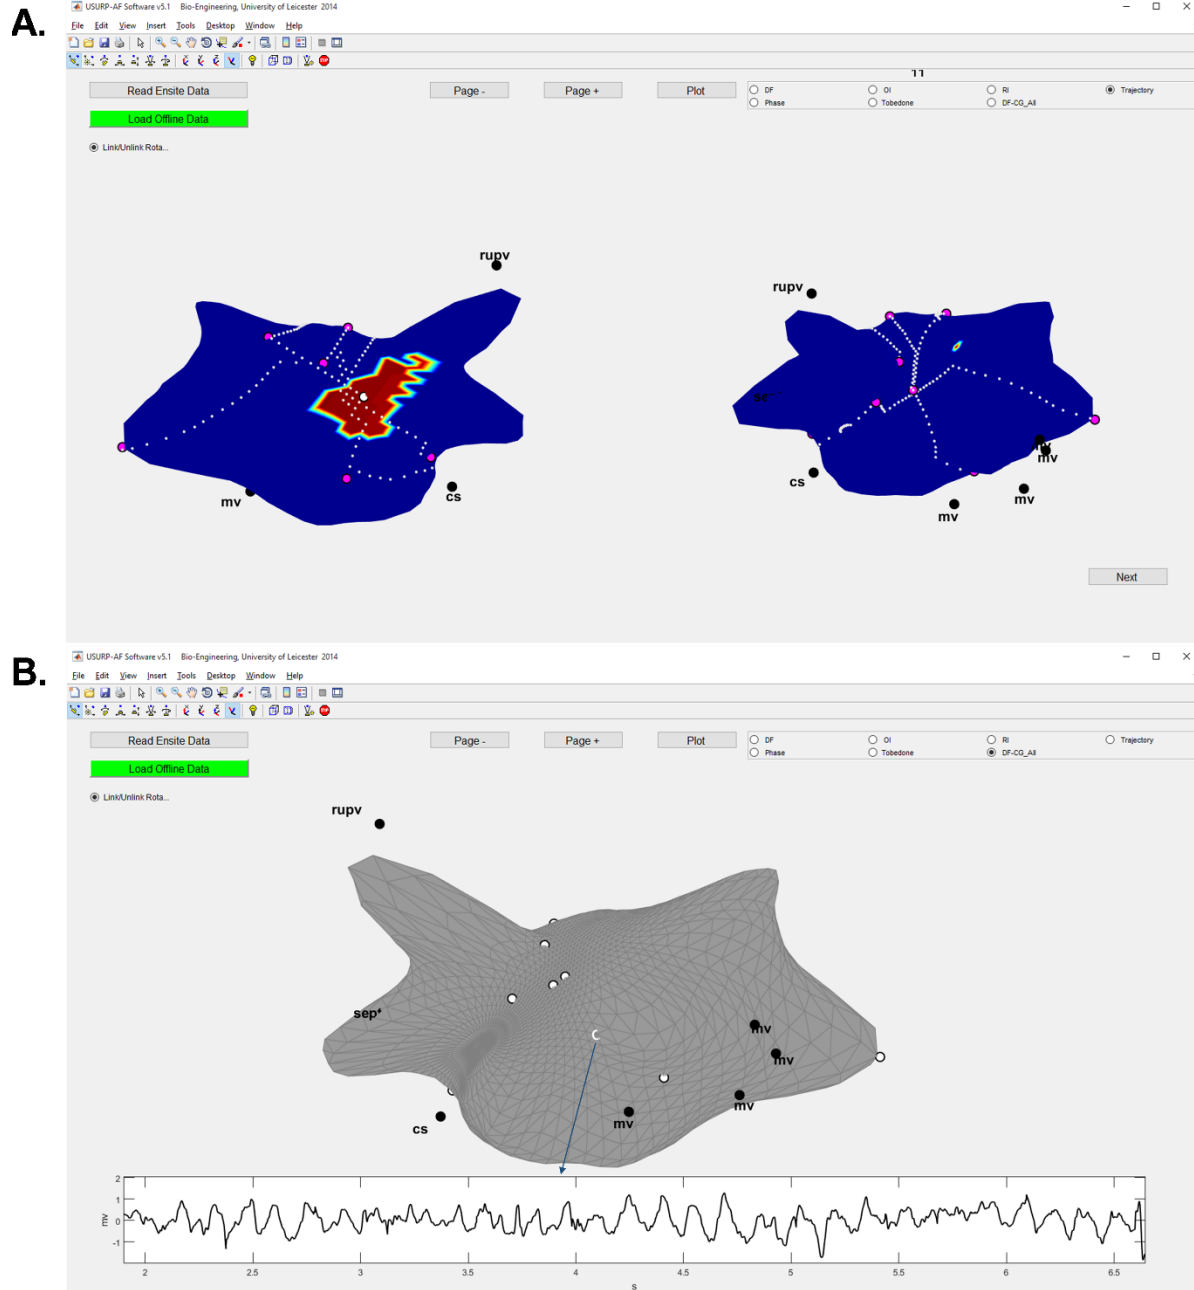 A.
USURP-AF Software v5.1 Bio-Engineering, University of Leicester 2014
File Edit View Insert Tools Desktop Window Help
Read Ensite Data Page - Page + Plot
DF OI RI Trajectory
Phase Tobedone DF-CG_All
Load Offline Data
Link/Unlink Rota...
rupv
rupv
mv
cs
cs
mv
mv
mv
Next
B.
USURP-AF Software v5.1 Bio-Engineering, University of Leicester 2014
File Edit View Insert Tools Desktop Window Help
Read Ensite Data Page - Page + Plot
DF OI RI Trajectory
Phase Tobedone DF-CG_All
Load Offline Data
Link/Unlink Rota...
rupv
sep
mv
mv
mv
mv
cs
2
1
0
-1
mv
2 2.5 3 3.5 4 4.5 5 5.5 6 6.5
s